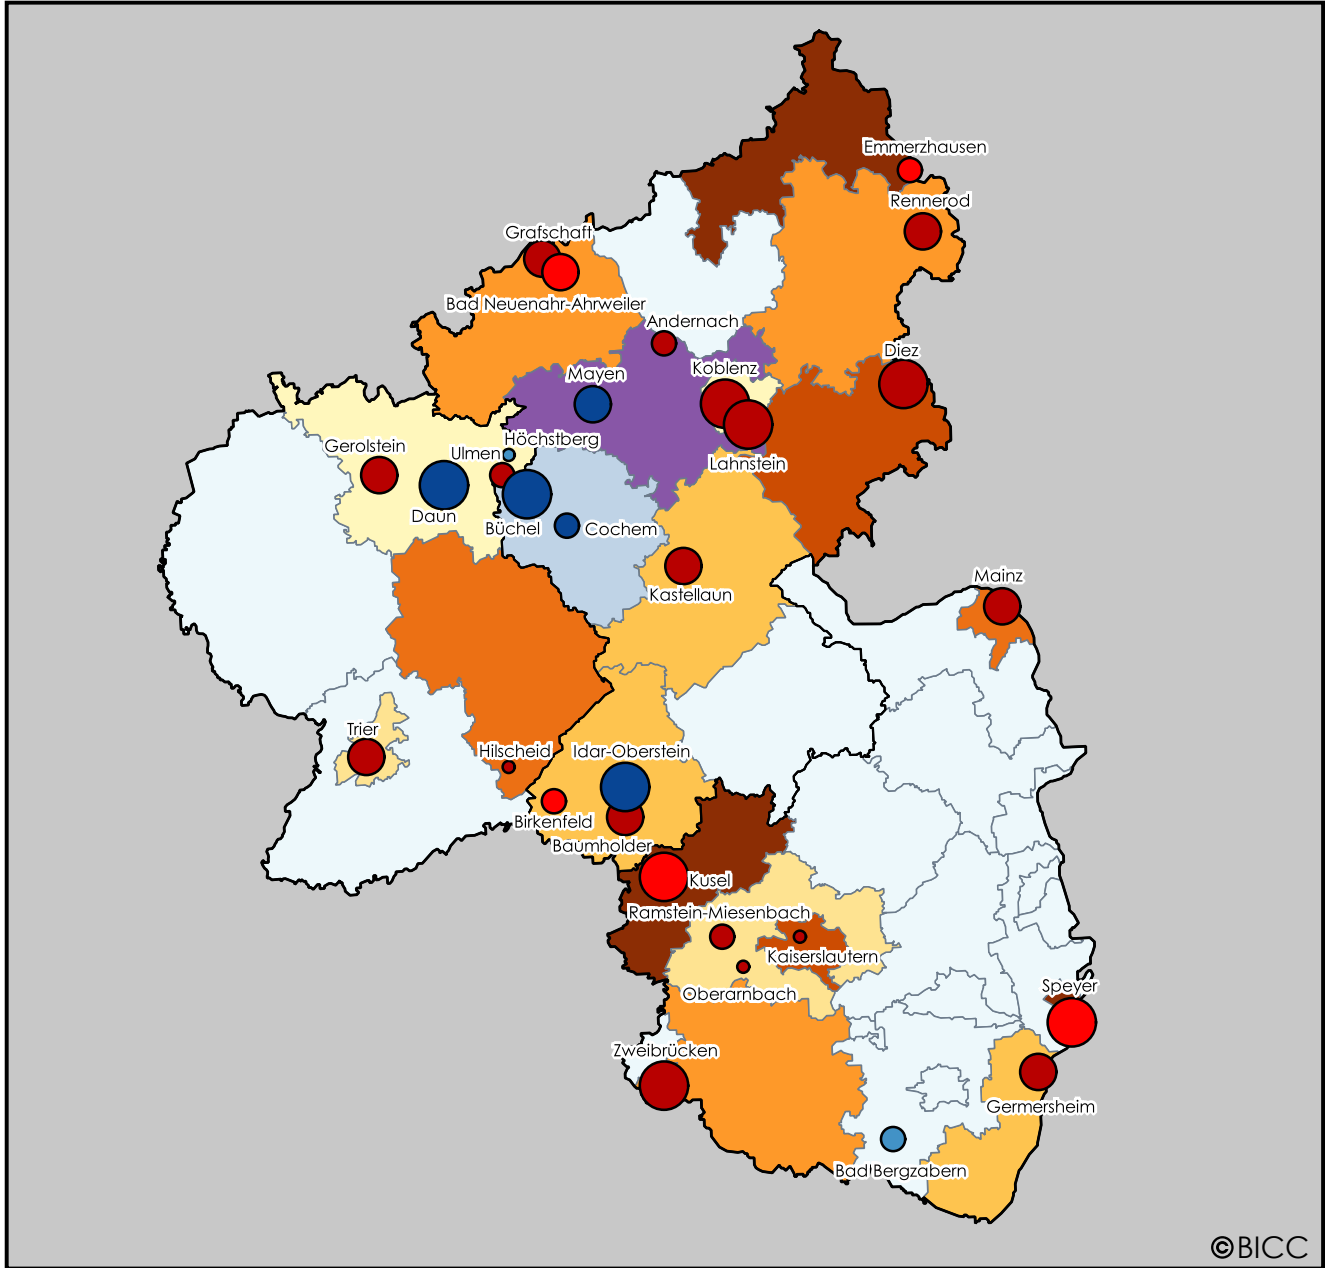 Emmerzhausen
Rennerod
Grafschaft
Bad Neuenahr-Ahrweiler
Andernach
Diez
Koblenz
Mayen
Höchstberg
Gerolstein
Ulmen
Lahnstein
Daun
Büchel
Cochem
Mainz
Kastellaun
Trier
Hilscheid
Idar-Oberstein
Birkenfeld
Baumholder
Kusel
Ramstein-Miesenbach
Kaiserslautern
Oberarnbach
Speyer
Zweibrücken
Germersheim
Bad Bergzabern
©BICC